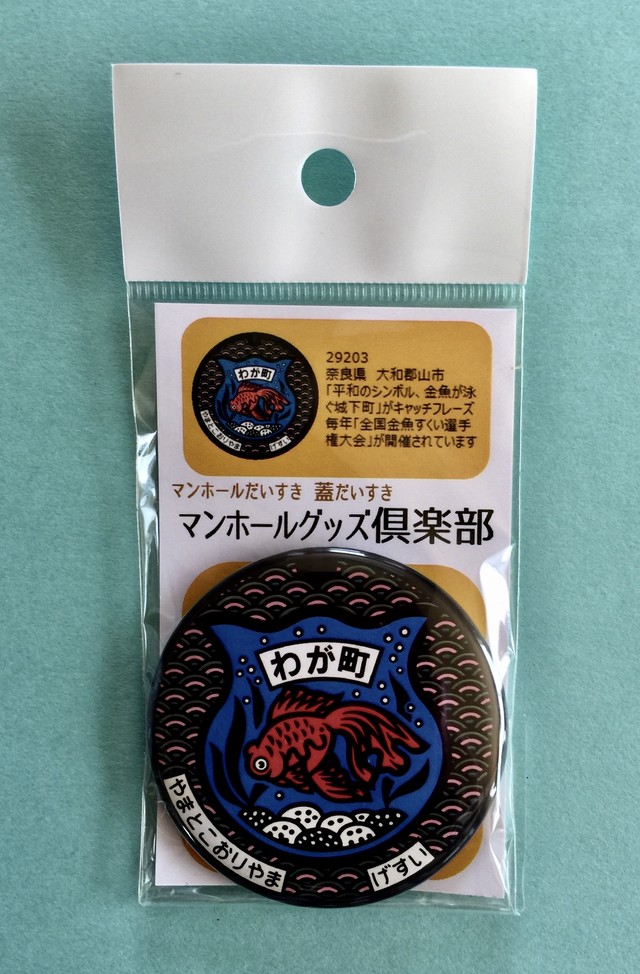 わが町
やまとこおりやま
げすい
29203
奈良県 大和郡山市
「平和のシンボル、金魚が泳
ぐ城下町」がキャッチフレーズ
毎年「全国金魚すくい選手
権大会」が開催されています
マンホールだいすき 蓋だいすき
マンホールグッズ倶楽部
わが町
やまとこおりやま
げすい